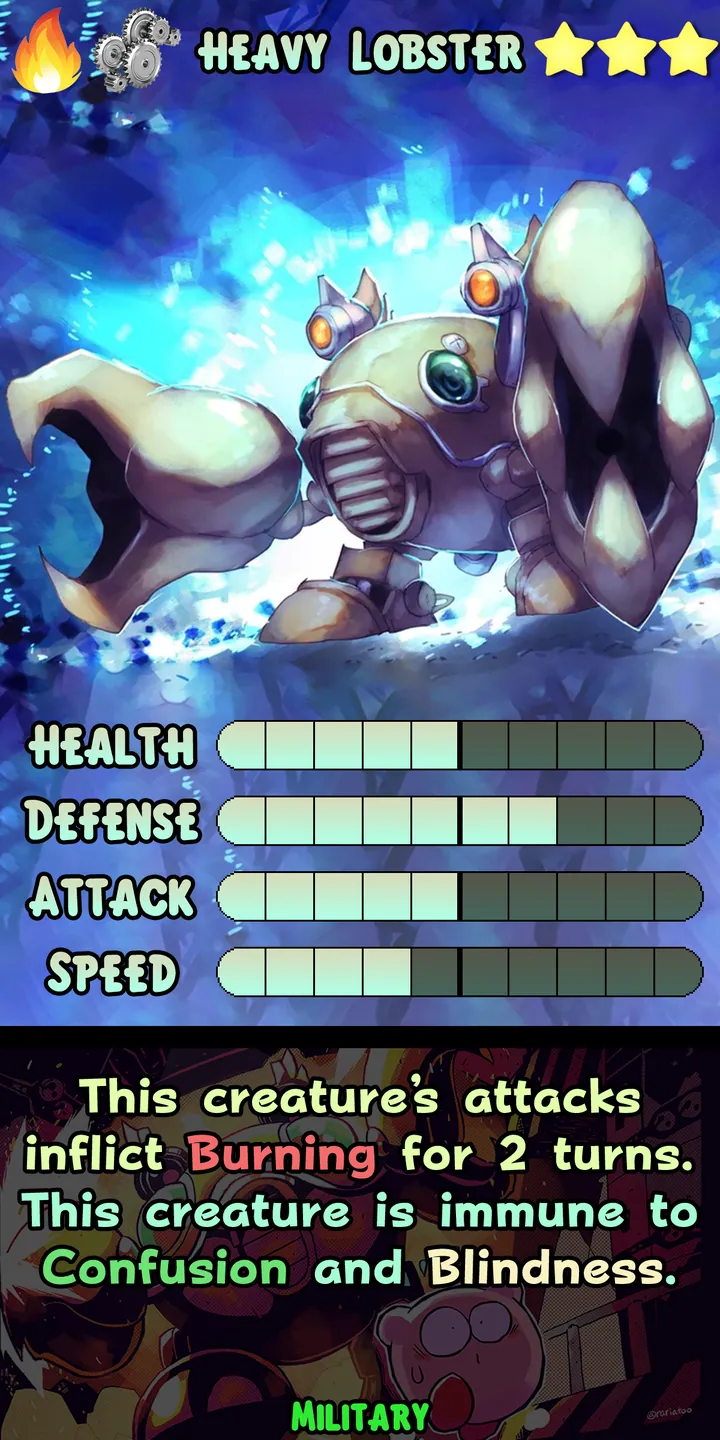 Heavy Lobster
Health
Defense
Attack
Speed
This creature's attacks
inflict Burning for 2 turns.
This creature is immune to
Confusion and Blindness.
Military
@rariatoo